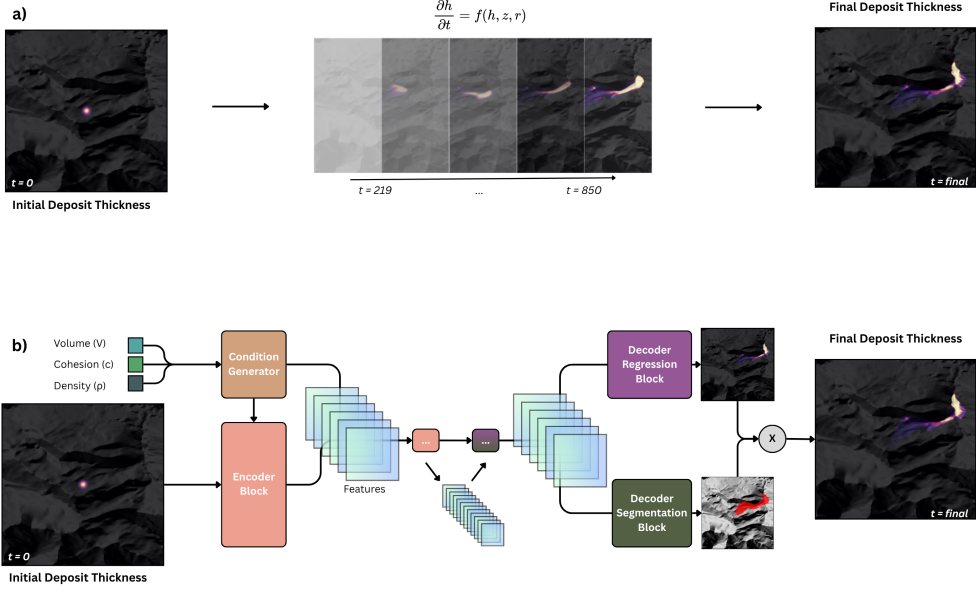 a)
∂h/∂t = f(h, z, r)
Final Deposit Thickness
t = 0
Initial Deposit Thickness
t = 219
...
t = 850
t = final
b)
Volume (V)
Cohesion (c)
Density (ρ)
Condition
Generator
Encoder
Block
Features
...
...
Decoder
Regression
Block
Decoder
Segmentation
Block
X
Final Deposit Thickness
t = final
t = 0
Initial Deposit Thickness